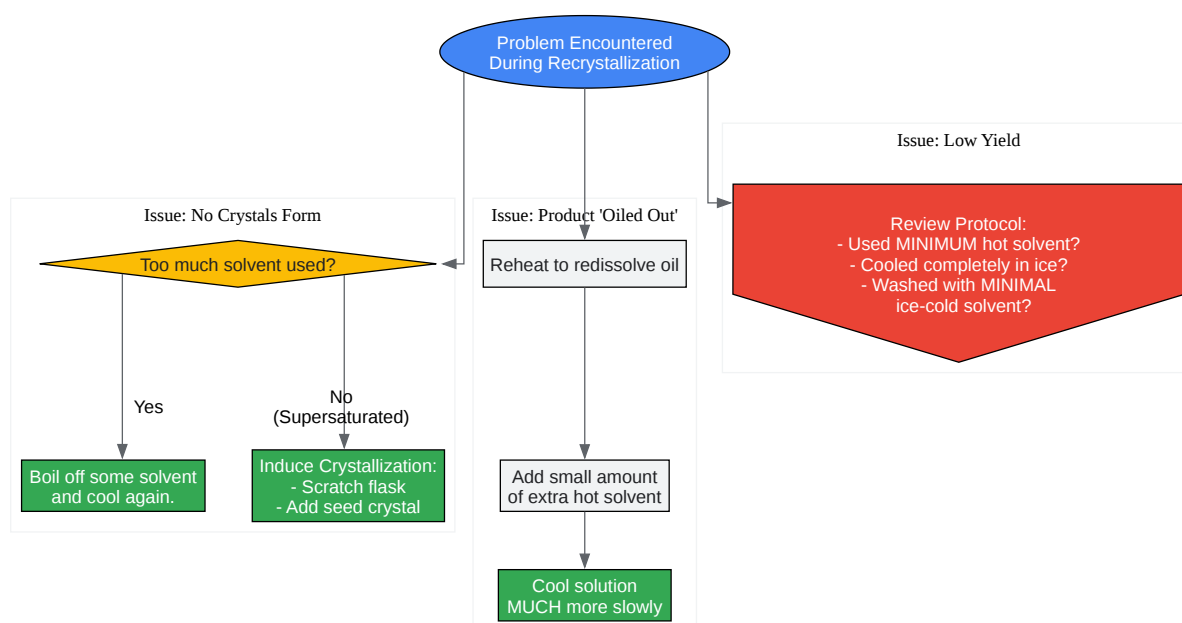 Problem Encountered
During Recrystallization
Issue: No Crystals Form
Too much solvent used?
Yes
No
(Supersaturated)
Boil off some solvent
and cool again.
Induce Crystallization:
- Scratch flask
- Add seed crystal
Issue: Product 'Oiled Out'
Reheat to redissolve oil
Add small amount
of extra hot solvent
Cool solution
MUCH more slowly
Issue: Low Yield
Review Protocol:
- Used MINIMUM hot solvent?
- Cooled completely in ice?
- Washed with MINIMAL
ice-cold solvent?